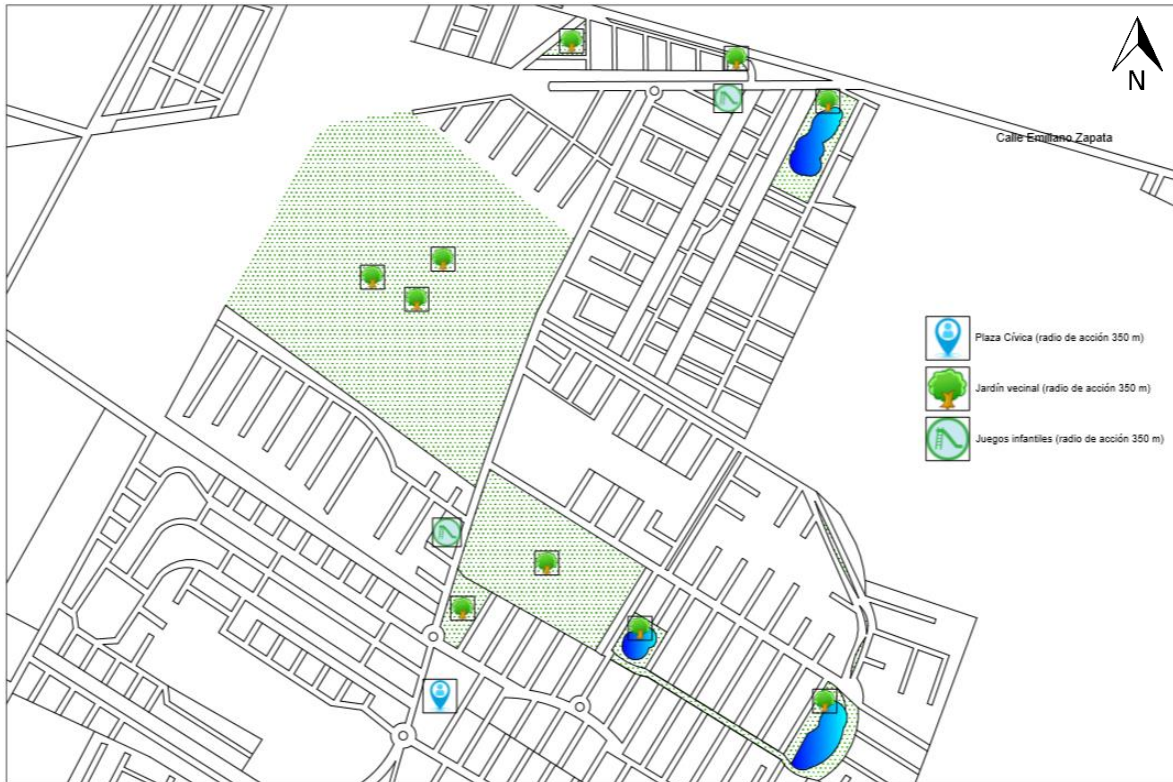 N
Calle Emiliano Zapata
Plaza Cívica (radio de acción 350 m)
Jardín vecinal (radio de acción 350 m)
Juegos infantiles (radio de acción 350 m)